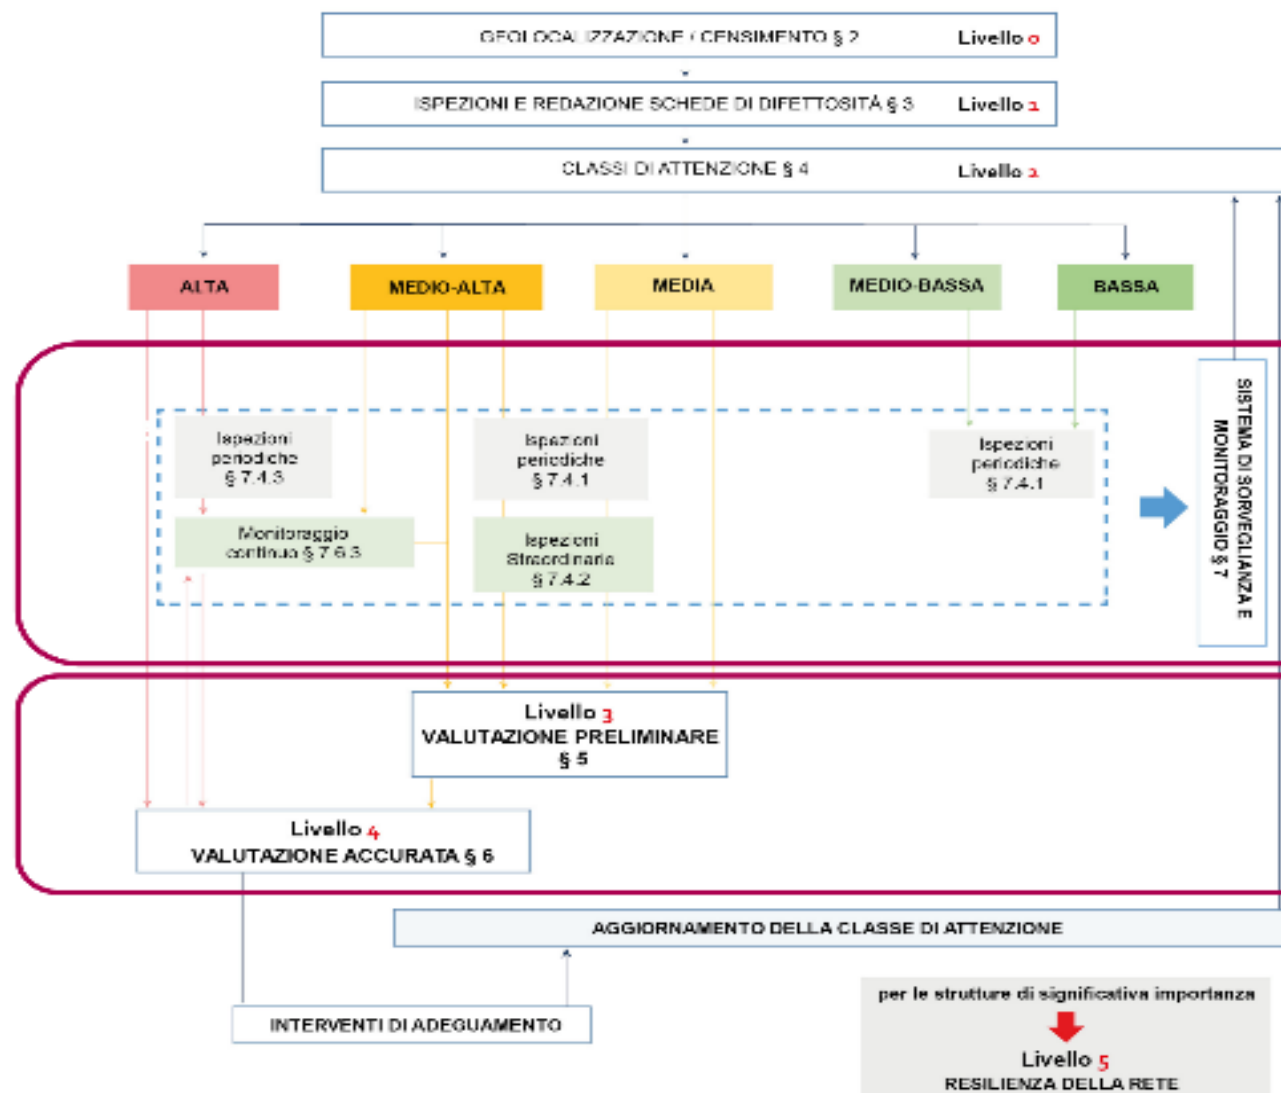 GEOLOCALIZZAZIONE / CENSIMENTO § 2 Livello 0
ISPEZIONI E REDAZIONE SCHEDE DI DIFETTOSITÀ § 3 Livello 1
CLASSI DI ATTENZIONE § 4 Livello 2
ALTA
MEDIO-ALTA
MEDIA
MEDIO-BASSA
BASSA
Ispezioni
periodiche
§ 7.4.3
Ispezioni
periodiche
§ 7.4.1
Ispezioni
periodiche
§ 7.4.1
Monitoraggio
continuo § 7.6.3
Ispezioni
Straordinarie
§ 7.4.2
SISTEMA DI SORVEGLIANZA E
MONITORAGGIO § 7
Livello 3
VALUTAZIONE PRELIMINARE
§ 5
Livello 4
VALUTAZIONE ACCURATA § 6
AGGIORNAMENTO DELLA CLASSE DI ATTENZIONE
INTERVENTI DI ADEGUAMENTO
per le strutture di significativa importanza
Livello 5
RESILIENZA DELLA RETE